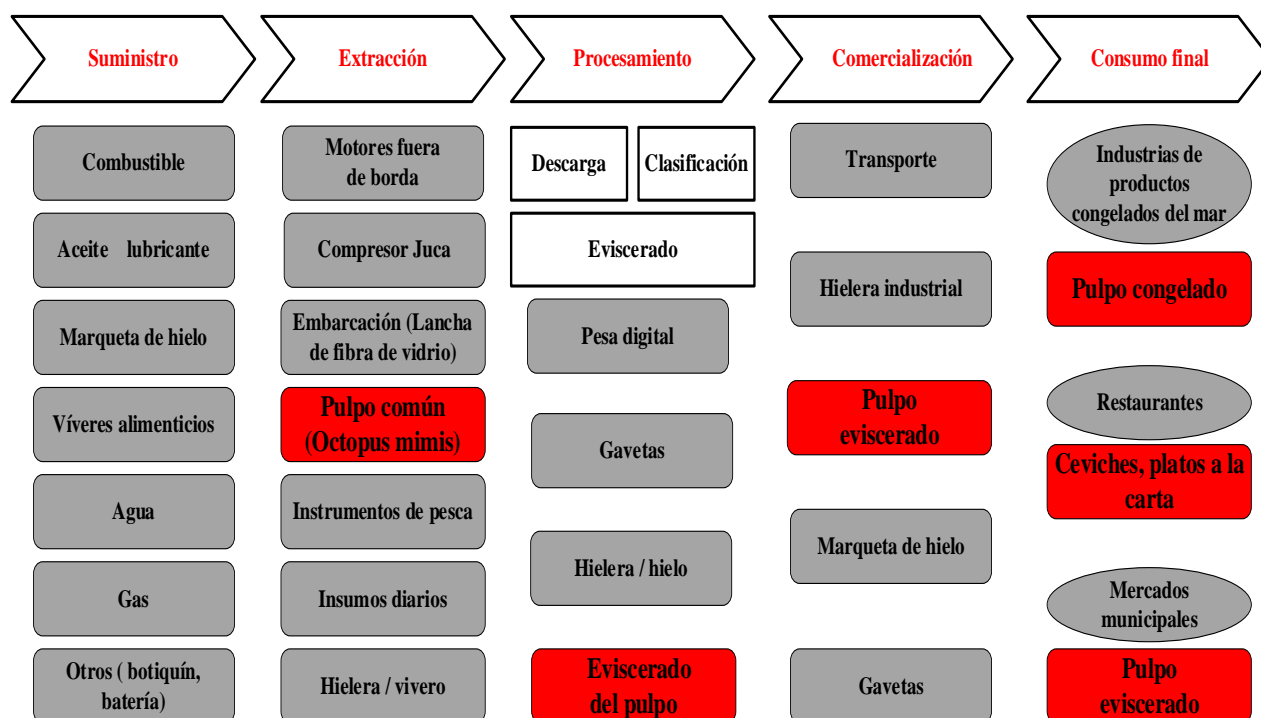 Suministro
Extracción
Procesamiento
Comercialización
Consumo final
Combustible
Aceite lubricante
Marqueta de hielo
Víveres alimenticios
Agua
Gas
Otros ( botiquín,
batería)
Motores fuera
de borda
Compresor Juca
Embarcación (Lancha
de fibra de vidrio)
Pulpo común
(Octopus mimis)
Instrumentos de pesca
Insumos diarios
Hielera / vivero
Descarga
Clasificación
Eviscerado
Pesa digital
Gavetas
Hielera / hielo
Eviscerado
del pulpo
Transporte
Hielera industrial
Pulpo
eviscerado
Marqueta de hielo
Gavetas
Industrias de
productos
congelados del mar
Pulpo congelado
Restaurantes
Ceviches, platos a la
carta
Mercados
municipales
Pulpo
eviscerado